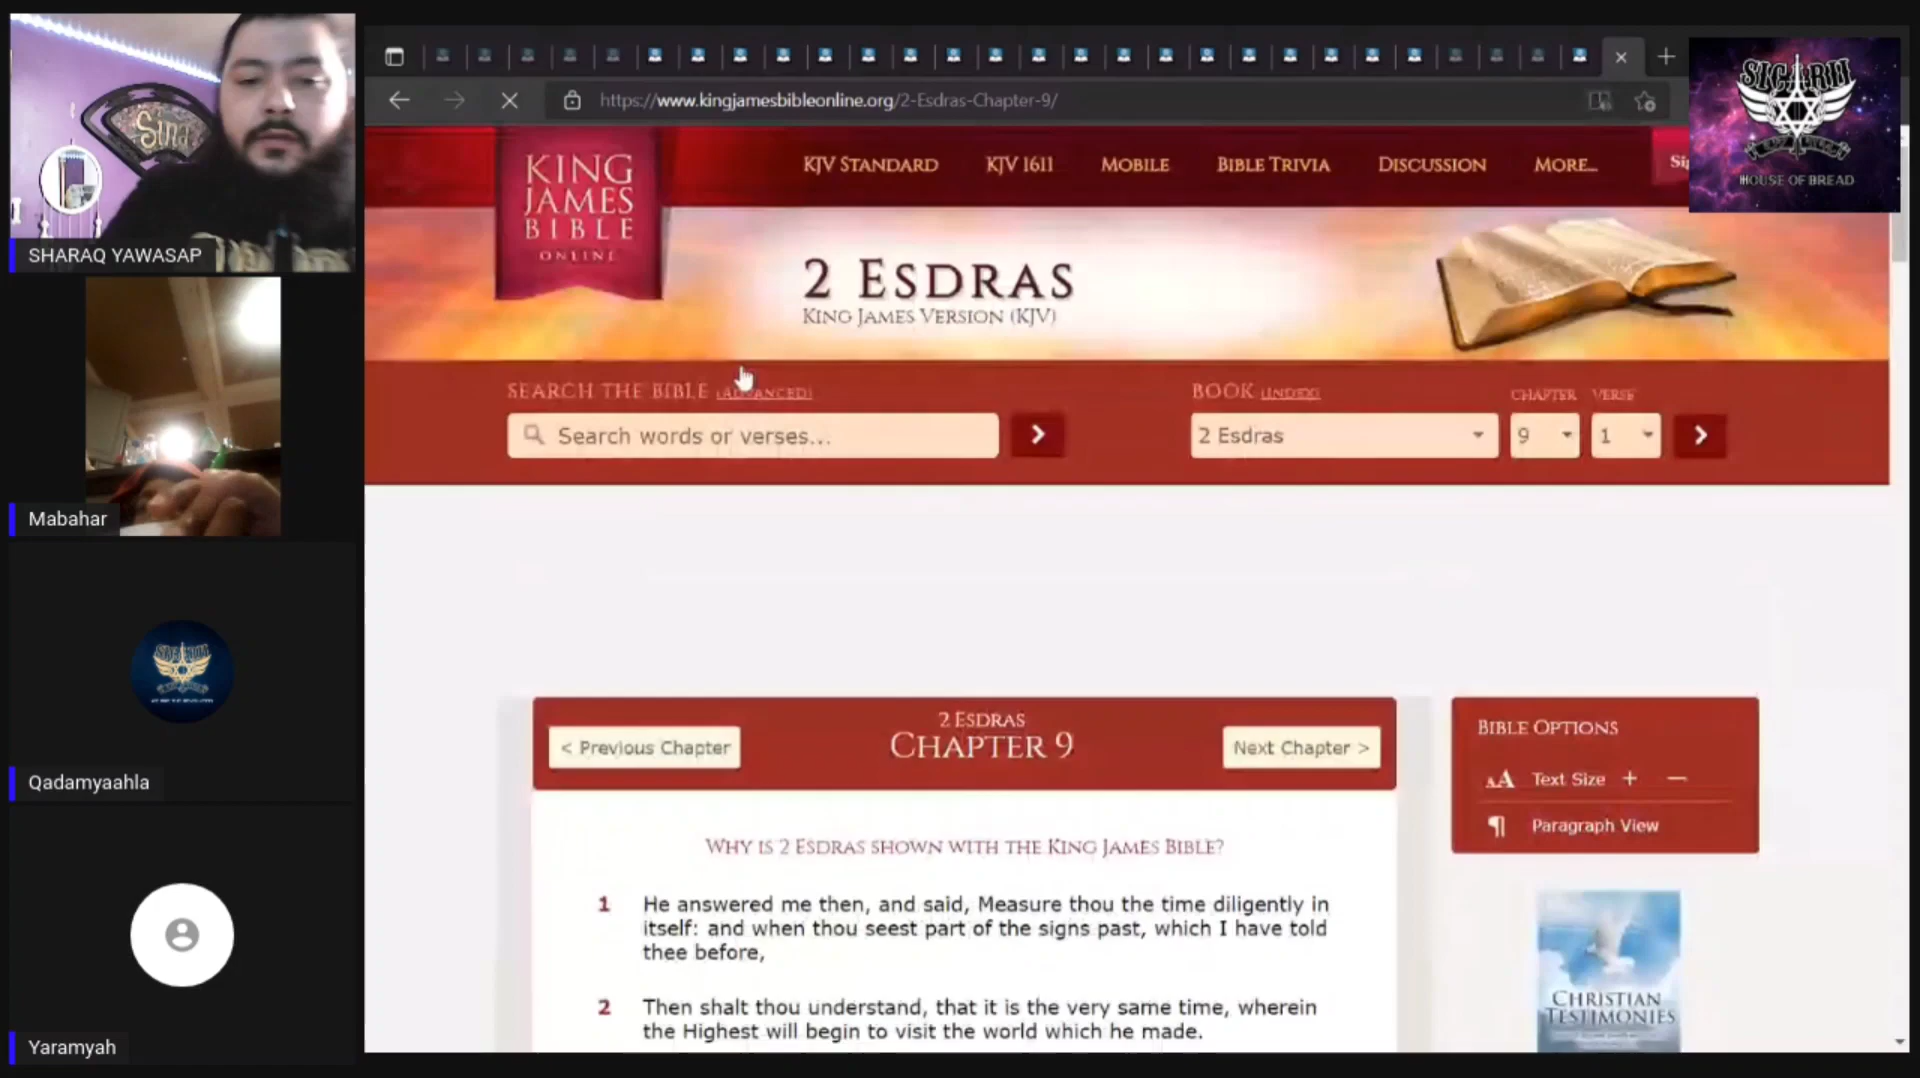 https://www.kingjamesbibleonline.org/2-Esdras-Chapter-9/
SICARII
HOUSE OF BREAD
KING
JAMES
BIBLE
ONLINE
KJV STANDARD
KJV 1611
MOBILE
BIBLE TRIVIA
DISCUSSION
MORE...
2 ESDRAS
KING JAMES VERSION (KJV)
SEARCH THE BIBLE (ADVANCED)
BOOK (INDEX)
CHAPTER
VERSE
Search words or verses...
2 Esdras
9
1
SHARAQ YAWASAP
Mabahar
SICARII
Qadamyaahla
Yaramyah
< Previous Chapter
2 ESDRAS
CHAPTER 9
Next Chapter >
WHY IS 2 ESDRAS SHOWN WITH THE KING JAMES BIBLE?
1 He answered me then, and said, Measure thou the time diligently in
itself: and when thou seest part of the signs past, which I have told
thee before,
2 Then shalt thou understand, that it is the very same time, wherein
the Highest will begin to visit the world which he made.
BIBLE OPTIONS
AA Text Size + −
¶ Paragraph View
CHRISTIAN
TESTIMONIES